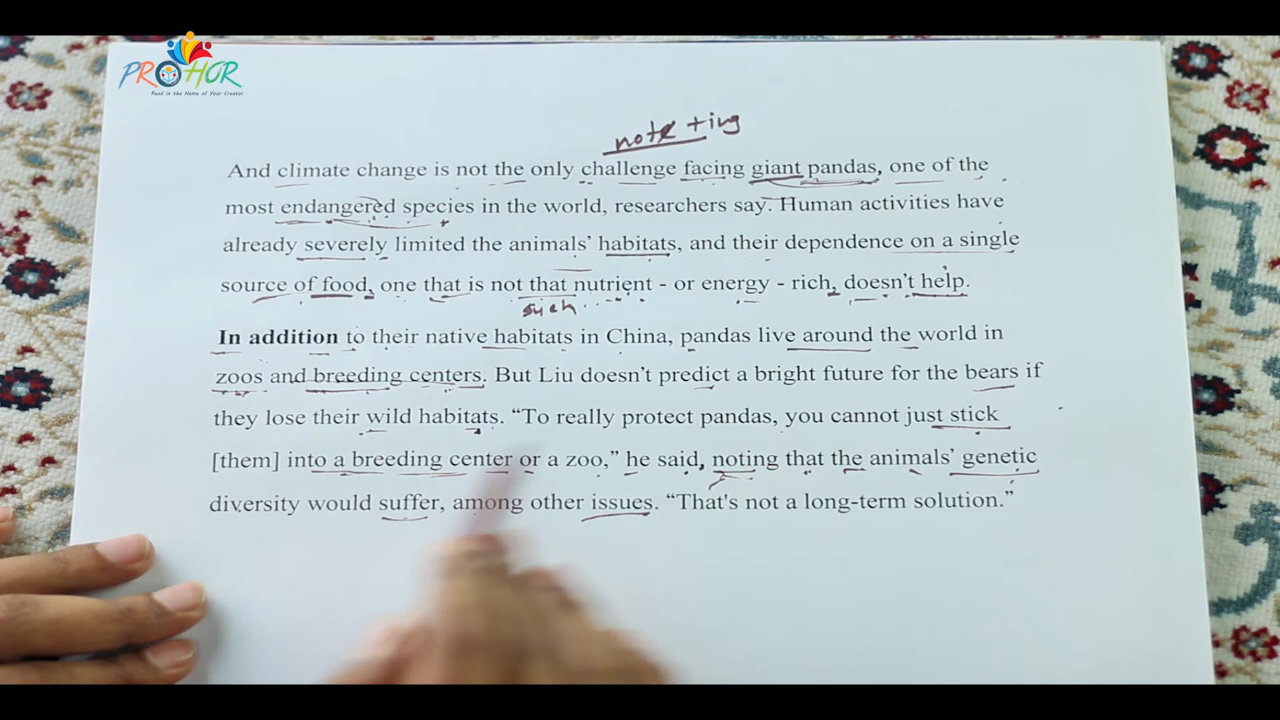 PROHOR
Read in the Name of Your Creator
note + ing
And climate change is not the only challenge facing giant pandas, one of the
most endangered species in the world, researchers say. Human activities have
already severely limited the animals’ habitats, and their dependence on a single
source of food, one that is not that nutrient - or energy - rich, doesn’t help.
such
In addition to their native habitats in China, pandas live around the world in
zoos and breeding centers. But Liu doesn’t predict a bright future for the bears if
they lose their wild habitats. “To really protect pandas, you cannot just stick
[them] into a breeding center or a zoo,” he said, noting that the animals’ genetic
diversity would suffer, among other issues. “That's not a long-term solution.”